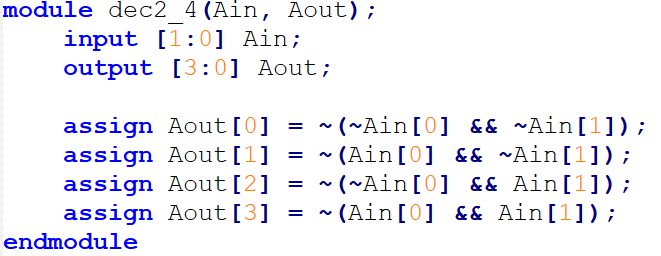 module dec2_4(Ain, Aout);
    input [1:0] Ain;
    output [3:0] Aout;

    assign Aout[0] = ~(~Ain[0] && ~Ain[1]);
    assign Aout[1] = ~(Ain[0] && ~Ain[1]);
    assign Aout[2] = ~(~Ain[0] && Ain[1]);
    assign Aout[3] = ~(Ain[0] && Ain[1]);
endmodule